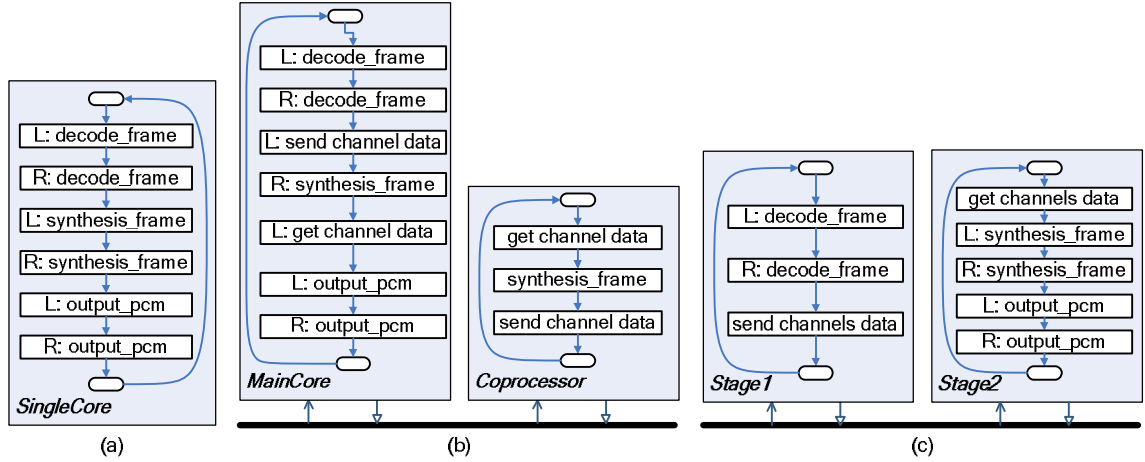 L: decode_frame
R: decode_frame
L: synthesis_frame
R: synthesis_frame
L: output_pcm
R: output_pcm
SingleCore
(a)
L: decode_frame
R: decode_frame
L: send channel data
R: synthesis_frame
L: get channel data
L: output_pcm
R: output_pcm
MainCore
get channel data
synthesis_frame
send channel data
Coprocessor
(b)
L: decode_frame
R: decode_frame
send channels data
Stage1
get channels data
L: synthesis_frame
R: synthesis_frame
L: output_pcm
R: output_pcm
Stage2
(c)